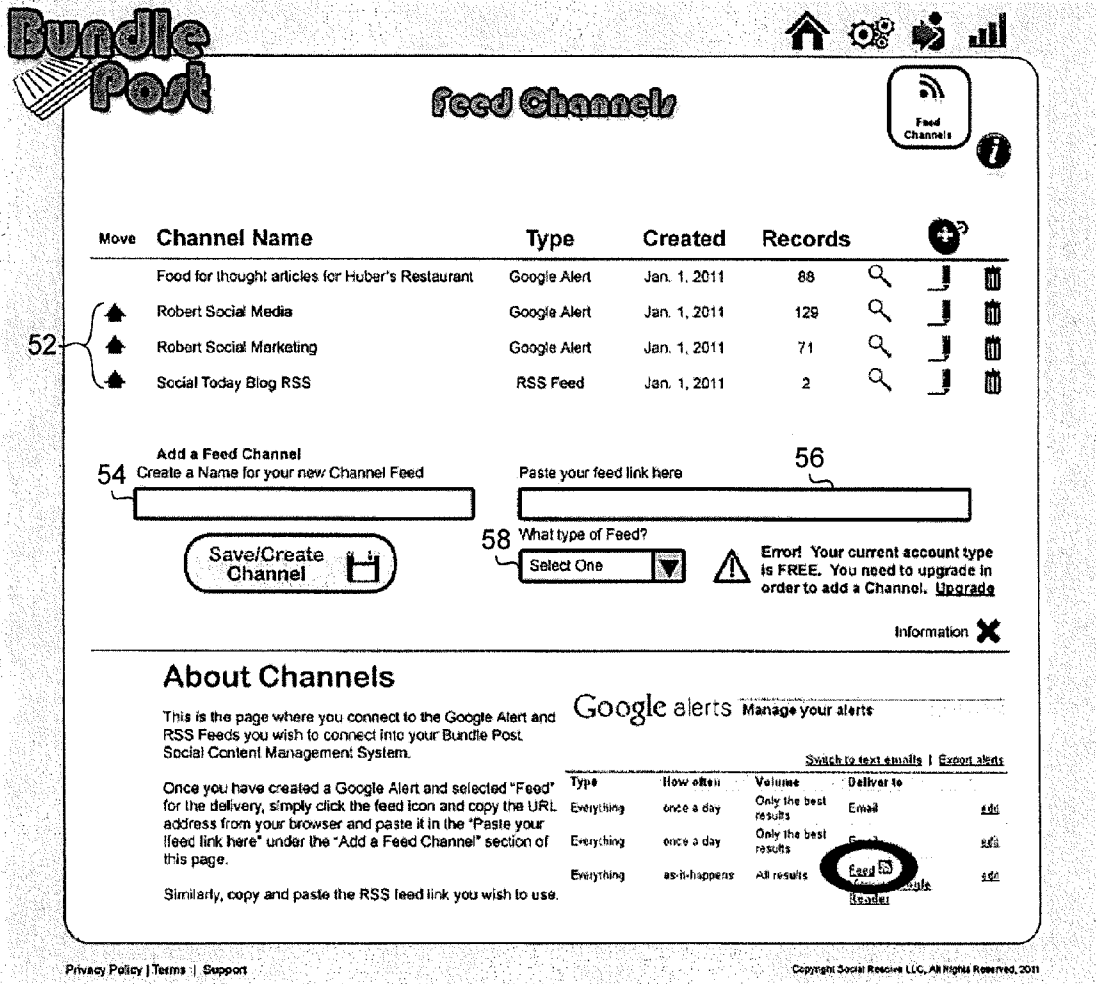 Bundle
Post
Feed Channels
Feed
Channels
i
Move Channel Name Type Created Records
Food for thought articles for Huber's Restaurant Google Alert Jan. 1, 2011 88
Robert Social Media Google Alert Jan. 1, 2011 129
52
Robert Social Marketing Google Alert Jan. 1, 2011 71
Social Today Blog RSS RSS Feed Jan. 1, 2011 2
Add a Feed Channel
54 Create a Name for your new Channel Feed
Paste your feed link here
56
Save/Create
Channel
58 What type of Feed?
Select One
Error! Your current account type
is FREE. You need to upgrade in
order to add a Channel. Upgrade
Information
About Channels
This is the page where you connect to the Google Alert and
RSS Feeds you wish to connect into your Bundle Post
Social Content Management System.
Once you have created a Google Alert and selected "Feed"
for the delivery, simply click the feed icon and copy the URL
address from your browser and paste it in the "Paste your
feed link here" under the "Add a Feed Channel" section of
this page.
Similarly, copy and paste the RSS feed link you wish to use.
Google alerts Manage your alerts
Switch to text emails | Export alerts
Type How often Volume Deliver to
Everything once a day Only the best
results Email edit
Everything once a day Only the best
results Email edit
Everything as-it-happens All results Feed edit
Reader
Privacy Policy | Terms | Support
Copyright Social Resolve LLC, All Rights Reserved, 2011